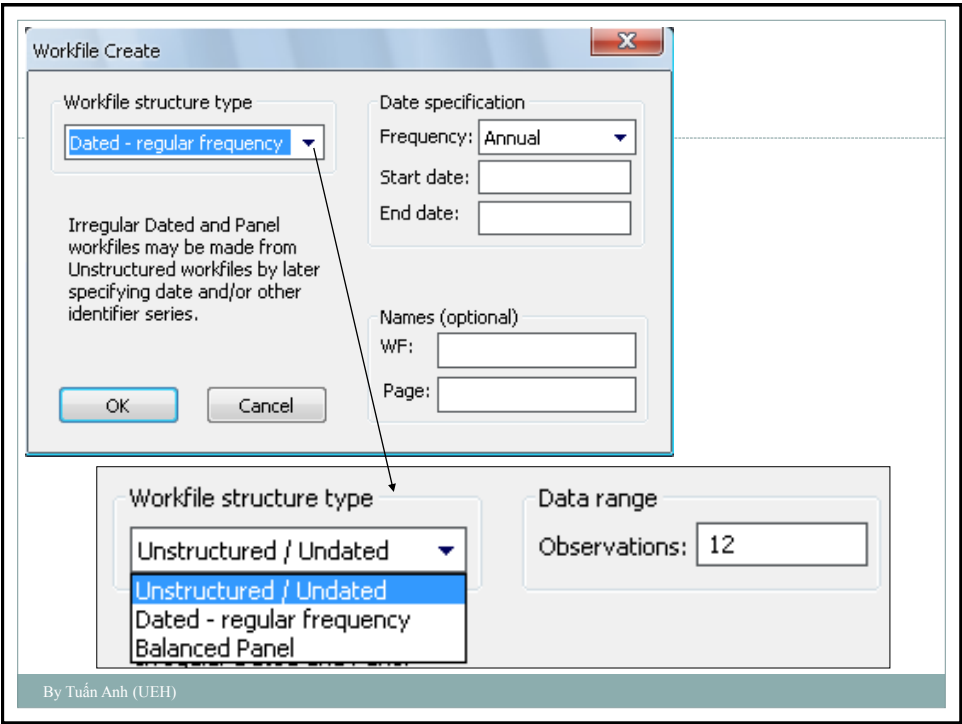 Workfile Create
Workfile structure type
Dated - regular frequency
Irregular Dated and Panel
workfiles may be made from
Unstructured workfiles by later
specifying date and/or other
identifier series.
OK
Cancel
Date specification
Frequency: Annual
Start date:
End date:
Names (optional)
WF:
Page:
Workfile structure type
Unstructured / Undated
Unstructured / Undated
Dated - regular frequency
Balanced Panel
Data range
Observations: 12
By Tuấn Anh (UEH)